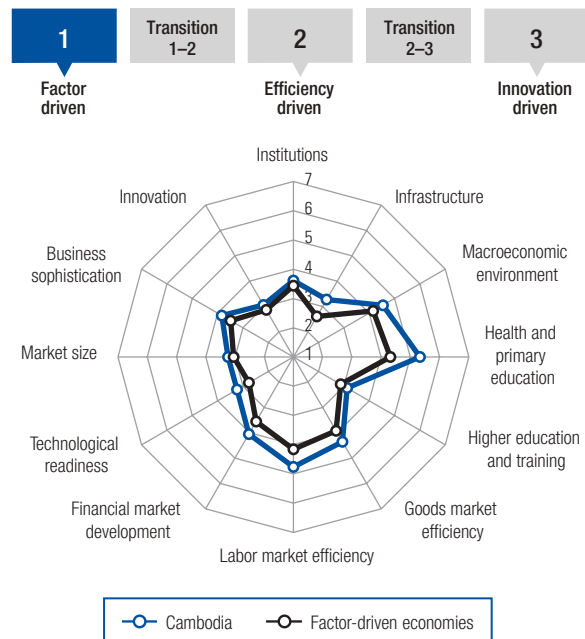 1
Transition
1–2
2
Transition
2–3
3
Factor
driven
Efficiency
driven
Innovation
driven
Institutions
Infrastructure
Macroeconomic
environment
Health and
primary
education
Higher education
and training
Goods market
efficiency
Labor market efficiency
Financial market
development
Technological
readiness
Market size
Business
sophistication
Innovation
7
6
5
4
3
2
1
Cambodia
Factor-driven economies